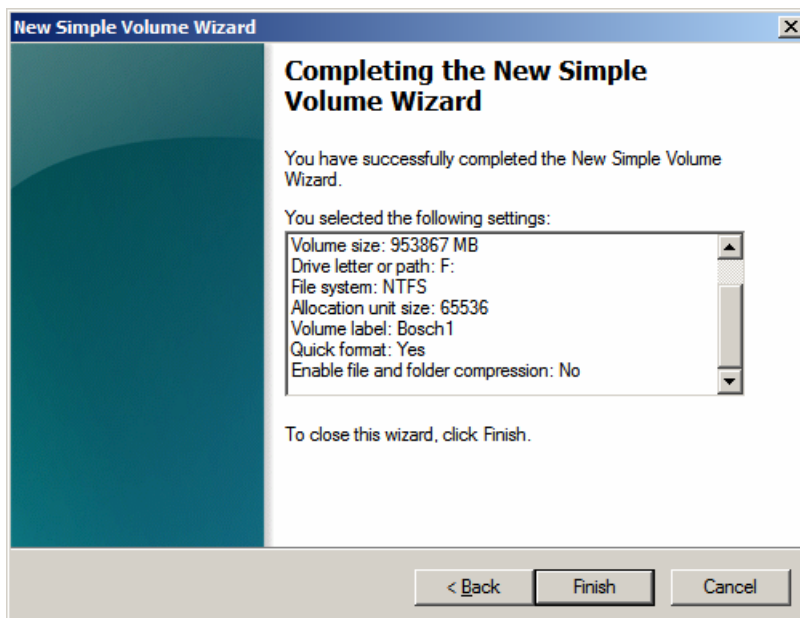 New Simple Volume Wizard
Completing the New Simple
Volume Wizard
You have successfully completed the New Simple Volume
Wizard.
You selected the following settings:
Volume size: 953867 MB
Drive letter or path: F:
File system: NTFS
Allocation unit size: 65536
Volume label: Bosch1
Quick format: Yes
Enable file and folder compression: No
To close this wizard, click Finish.
< Back Finish Cancel